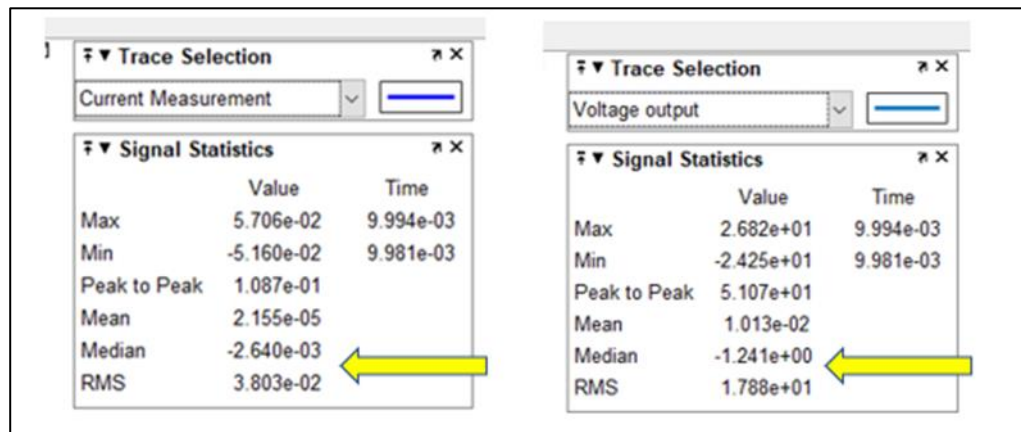 Trace Selection
Current Measurement
Signal Statistics
Value Time
Max 5.706e-02 9.994e-03
Min -5.160e-02 9.981e-03
Peak to Peak 1.087e-01
Mean 2.155e-05
Median -2.640e-03
RMS 3.803e-02
Trace Selection
Voltage output
Signal Statistics
Value Time
Max 2.682e+01 9.994e-03
Min -2.425e+01 9.981e-03
Peak to Peak 5.107e+01
Mean 1.013e-02
Median -1.241e+00
RMS 1.788e+01